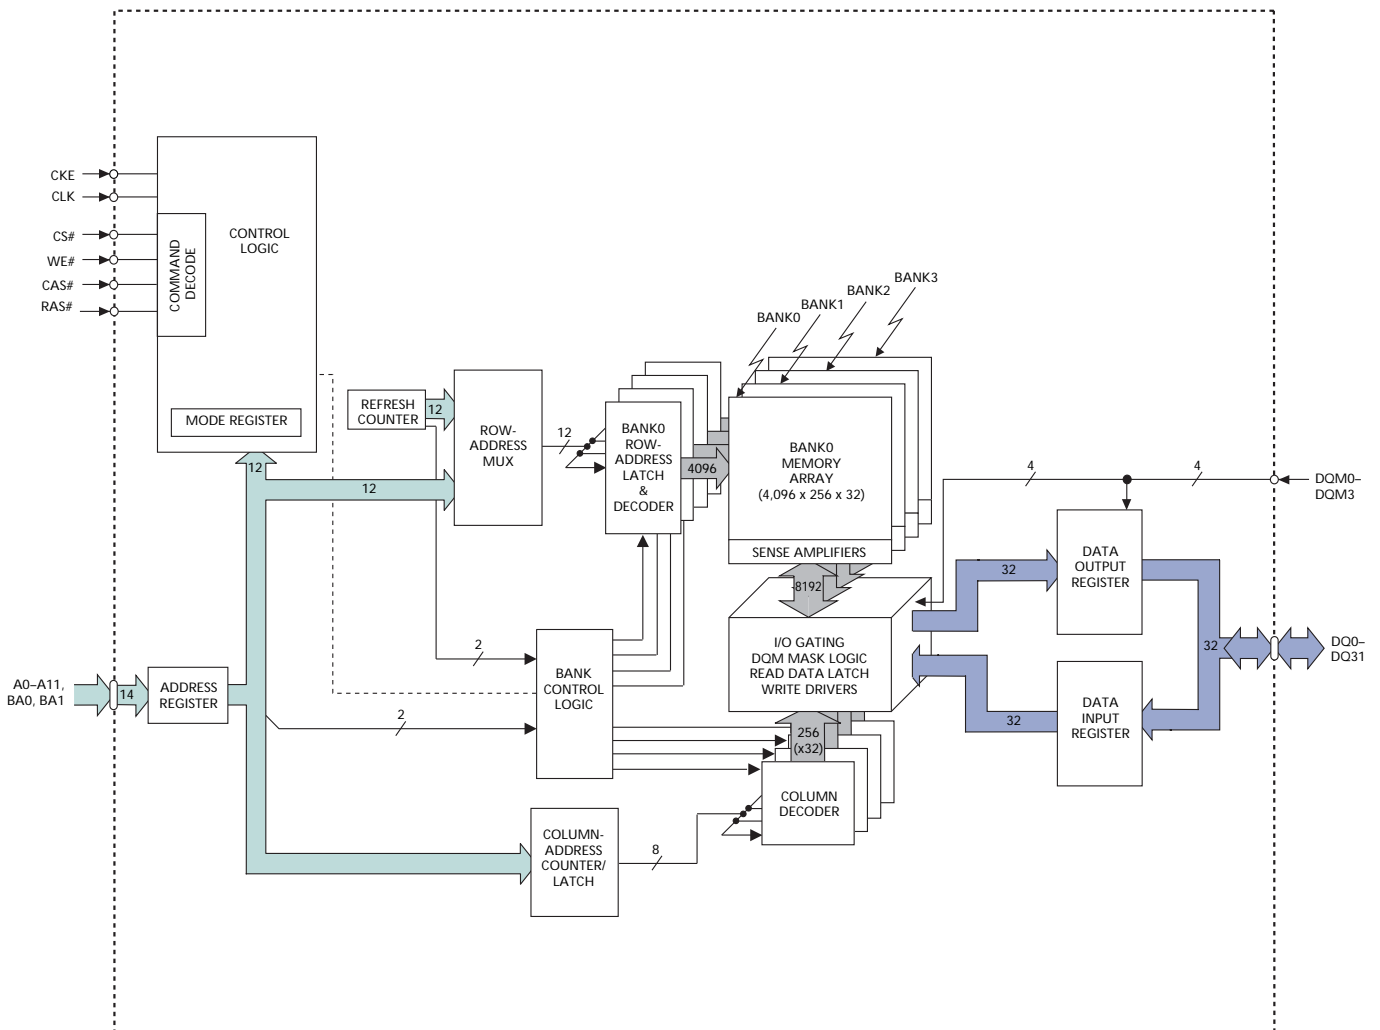 CKE
CLK
CS#
WE#
CAS#
RAS#
COMMAND
DECODE
CONTROL
LOGIC
MODE REGISTER
12
12
REFRESH
COUNTER
12
ROW-
ADDRESS
MUX
12
BANK0
ROW-
ADDRESS
LATCH
&
DECODER
4096
BANK0
BANK1
BANK2
BANK3
BANK0
MEMORY
ARRAY
(4,096 x 256 x 32)
SENSE AMPLIFIERS
8192
I/O GATING
DQM MASK LOGIC
READ DATA LATCH
WRITE DRIVERS
4
4
DQM0–
DQM3
DATA
OUTPUT
REGISTER
32
32
DQ0–
DQ31
DATA
INPUT
REGISTER
32
A0–A11,
BA0, BA1
14
ADDRESS
REGISTER
2
2
BANK
CONTROL
LOGIC
256
(x32)
COLUMN
DECODER
COLUMN-
ADDRESS
COUNTER/
LATCH
8